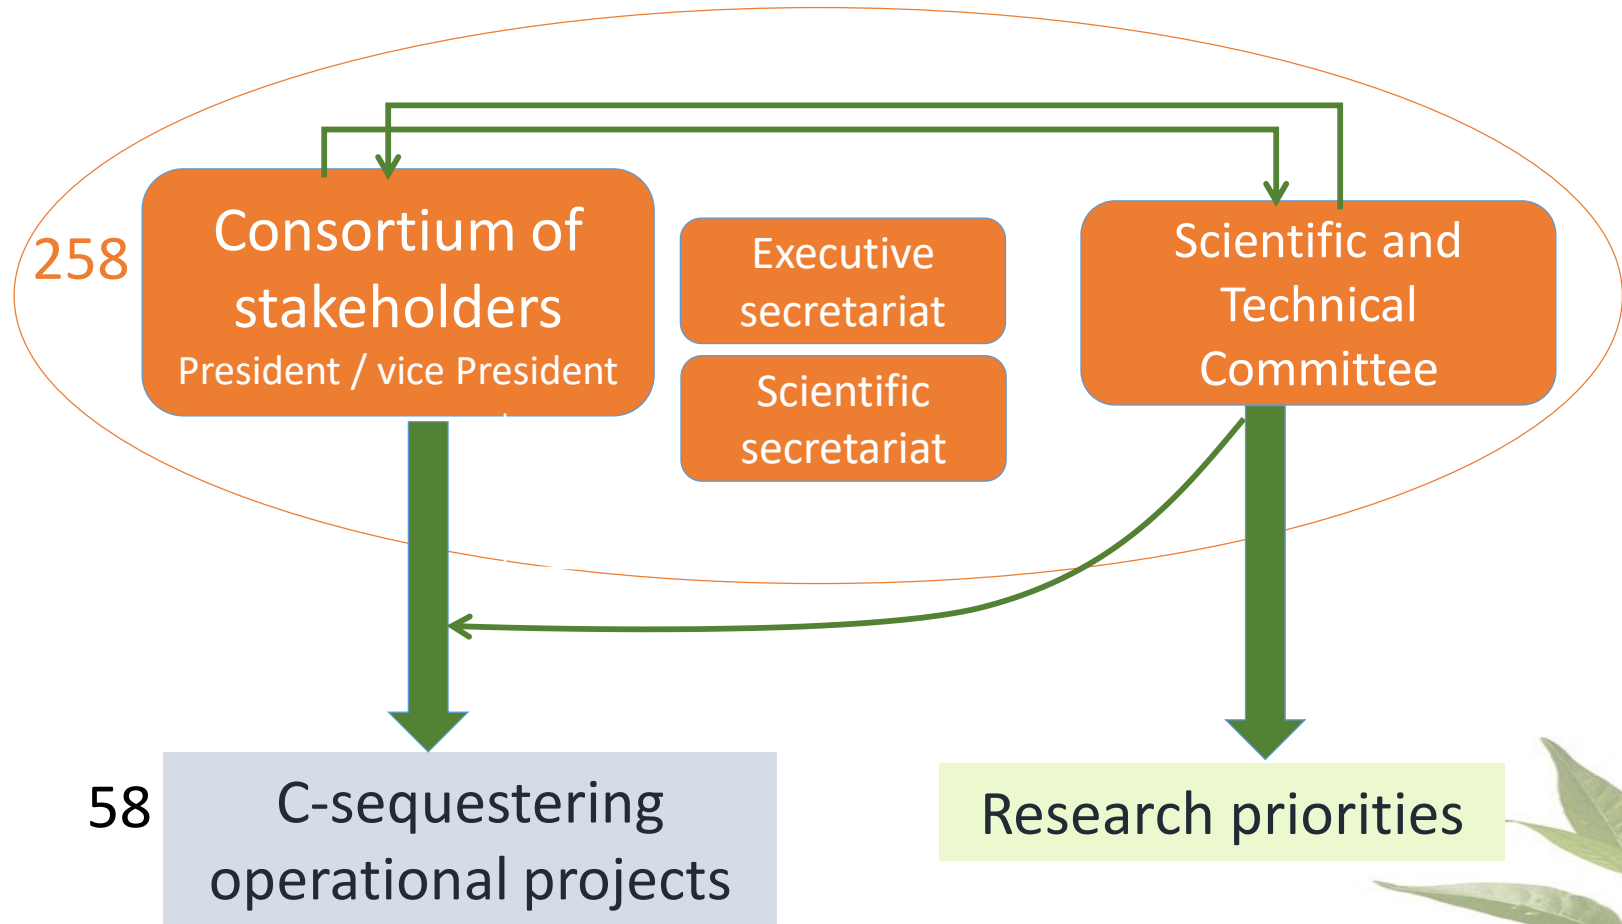 258
Consortium of
stakeholders
President / vice President
Executive
secretariat
Scientific
secretariat
Scientific and
Technical
Committee
58
C-sequestering
operational projects
Research priorities